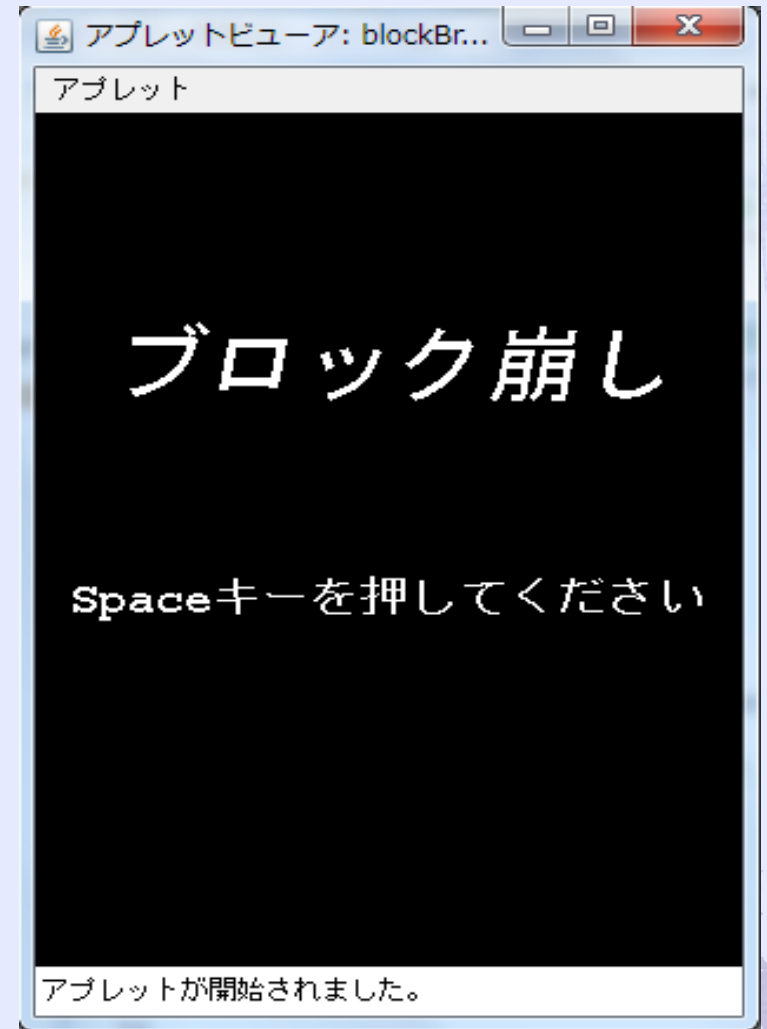 アプレットビューア: blockBr...
アプレット
ブロック崩し
Spaceキーを押してください
アプレットが開始されました。